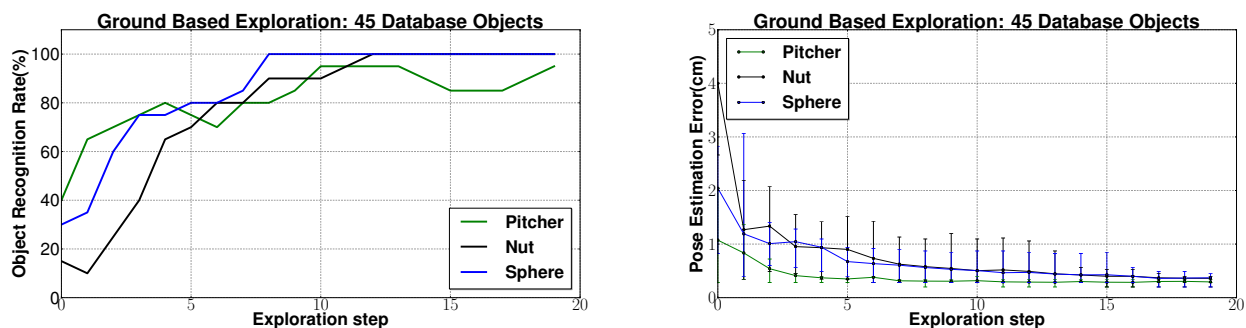 Ground Based Exploration: 45 Database Objects
Object Recognition Rate(%)
100
80
60
40
20
0
0
5
10
15
20
Pitcher
Nut
Sphere
Exploration step
Ground Based Exploration: 45 Database Objects
Pose Estimation Error(cm)
5
4
3
2
1
0
0
5
10
15
20
Pitcher
Nut
Sphere
Exploration step